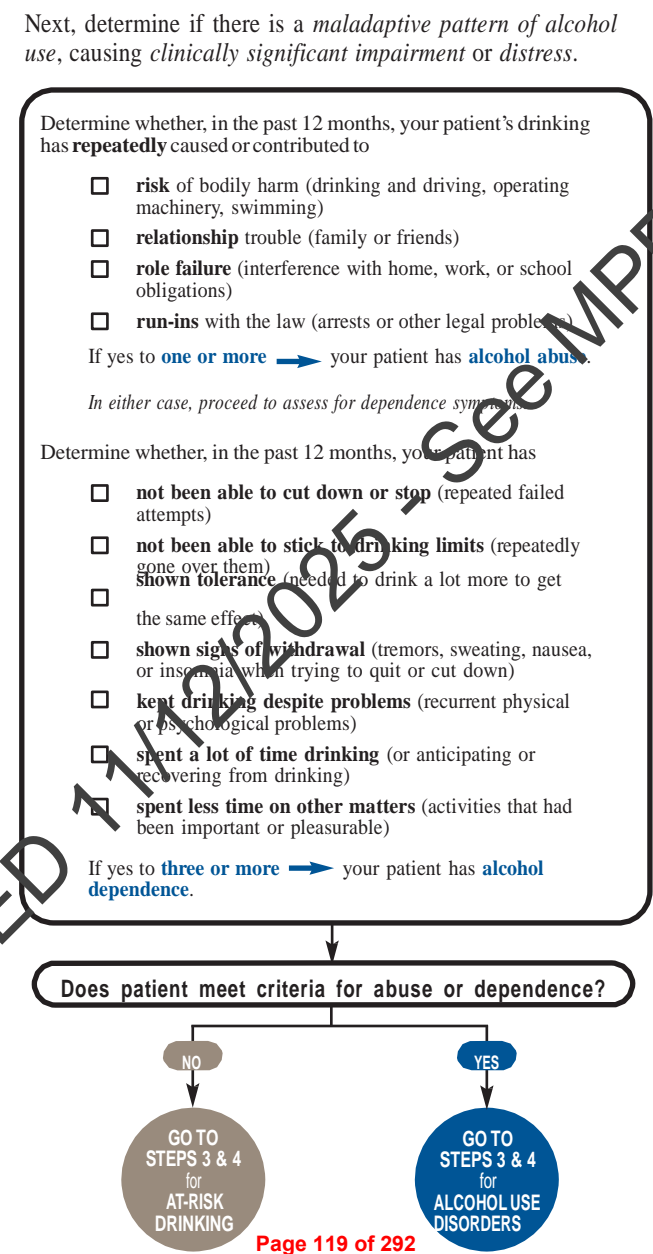 Next, determine if there is a maladaptive pattern of alcohol
use, causing clinically significant impairment or distress.
Determine whether, in the past 12 months, your patient's drinking
has repeatedly caused or contributed to
risk of bodily harm (drinking and driving, operating
machinery, swimming)
relationship trouble (family or friends)
role failure (interference with home, work, or school
obligations)
run-ins with the law (arrests or other legal problems)
If yes to one or more your patient has alcohol abuse.
In either case, proceed to assess for dependence symptoms.
Determine whether, in the past 12 months, your patient has
not been able to cut down or stop (repeated failed
attempts)
not been able to stick to drinking limits (repeatedly
gone over them)
shown tolerance (needed to drink a lot more to get
the same effect)
shown signs of withdrawal (tremors, sweating, nausea,
or insomnia when trying to quit or cut down)
kept drinking despite problems (recurrent physical
or psychological problems)
spent a lot of time drinking (or anticipating or
recovering from drinking)
spent less time on other matters (activities that had
been important or pleasurable)
If yes to three or more your patient has alcohol
dependence.
Does patient meet criteria for abuse or dependence?
NO
YES
GO TO
STEPS 3 & 4
for
AT-RISK
DRINKING
GO TO
STEPS 3 & 4
for
ALCOHOL USE
DISORDERS
Page 119 of 292
ED 11/12/2025 - See MPP